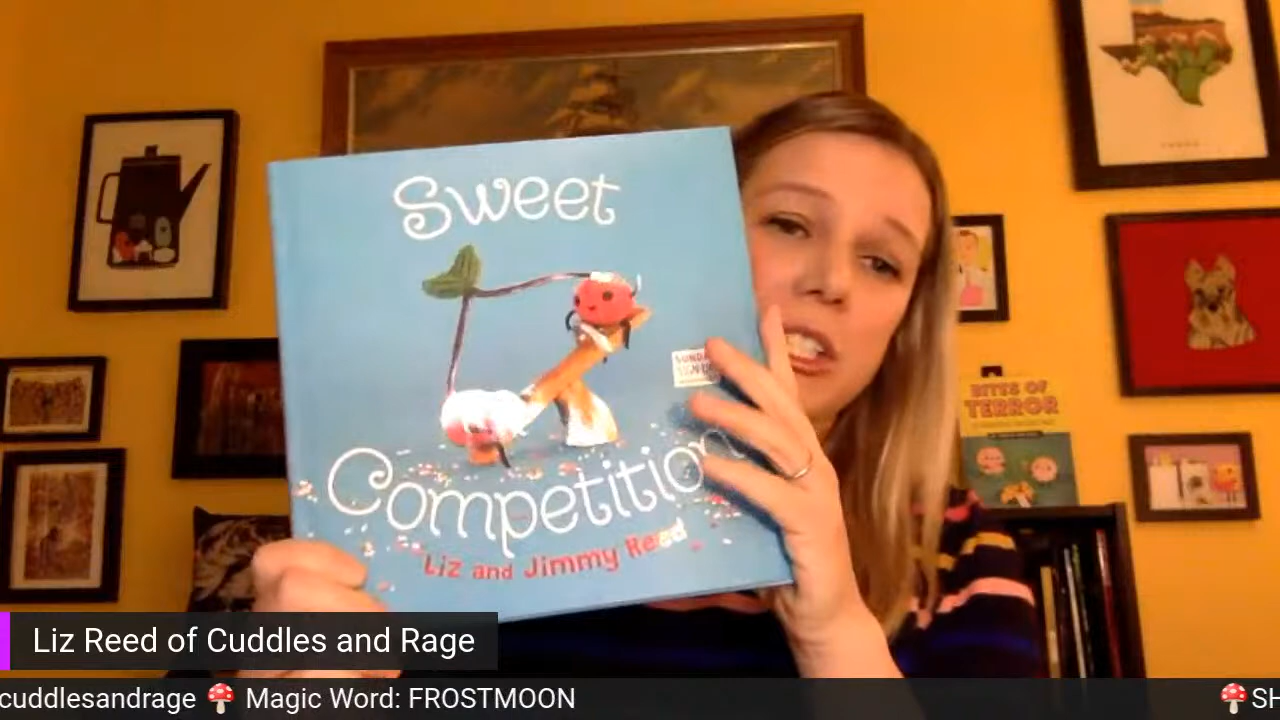 Sweet
Competition
Liz and Jimmy Reed
BITES OF
TERROR
Liz Reed of Cuddles and Rage
cuddlesandrage 🍄 Magic Word: FROSTMOON
🍄SH